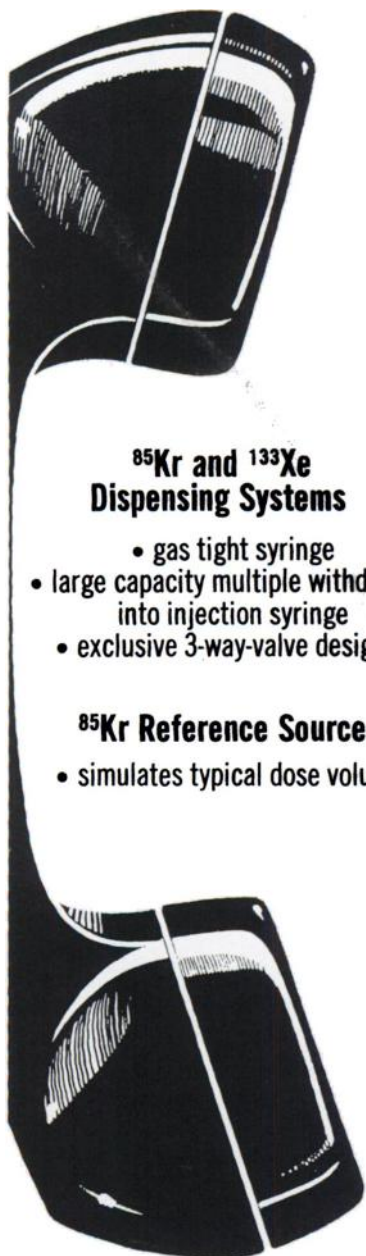 ⁸⁵Kr and ¹³³Xe
Dispensing Systems
• gas tight syringe
• large capacity multiple
into injection syringe
• exclusive 3-way-valve
⁸⁵Kr Reference Source
• simulates typical dose